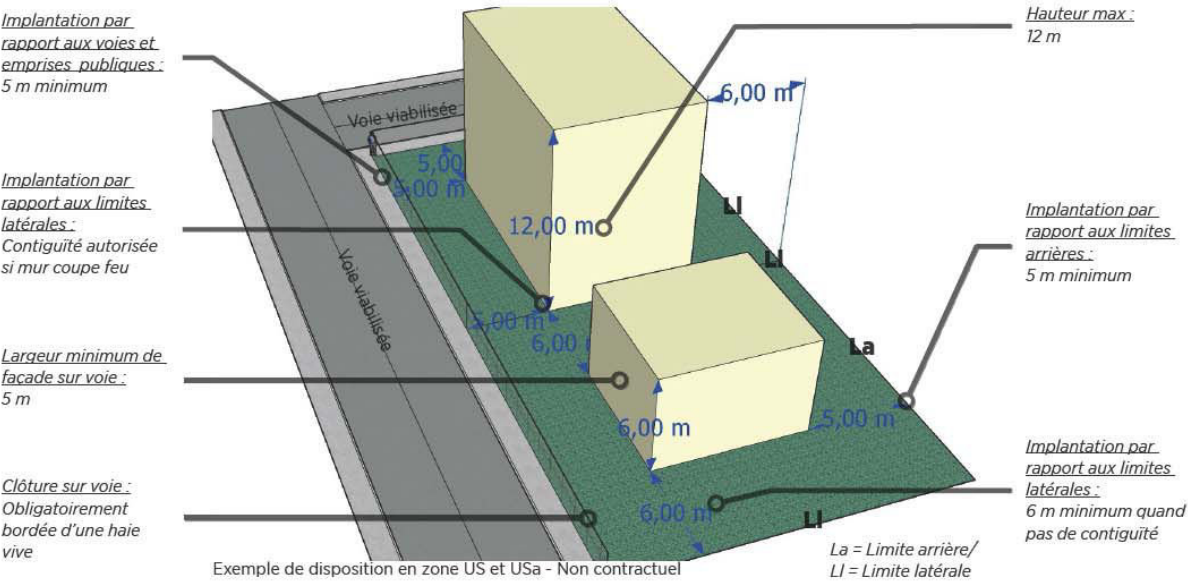 Implantation par
rapport aux voies et
emprises publiques :
5 m minimum
Implantation par
rapport aux limites
latérales :
Contiguïté autorisée
si mur coupe feu
Largeur minimum de
façade sur voie :
5 m
Clôture sur voie :
Obligatoirement
bordée d'une haie
vive
Voie viabilisée
Voie viabilisée
5,00
5,00 m
12,00 m
6,00 m
5,00 m
6,00
6,00 m
5,00 m
6,00 m
Ll
Ll
La
Ll
Hauteur max :
12 m
Implantation par
rapport aux limites
arrières :
5 m minimum
Implantation par
rapport aux limites
latérales :
6 m minimum quand
pas de contiguïté
La = Limite arrière/
Ll = Limite latérale
Exemple de disposition en zone US et USa - Non contractuel